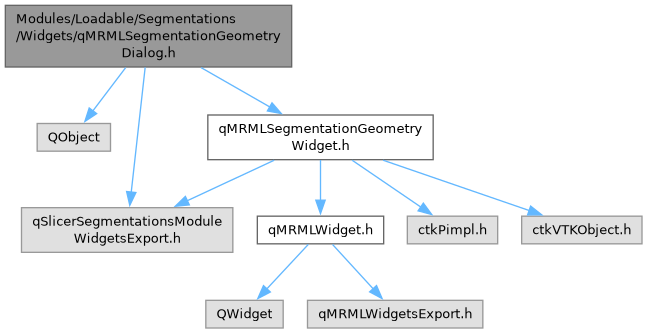 Modules/Loadable/Segmentations
/Widgets/qMRMLSegmentationGeometry
Dialog.h
QObject
qMRMLSegmentationGeometry
Widget.h
qSlicerSegmentationsModule
WidgetsExport.h
qMRMLWidget.h
ctkPimpl.h
ctkVTKObject.h
QWidget
qMRMLWidgetsExport.h